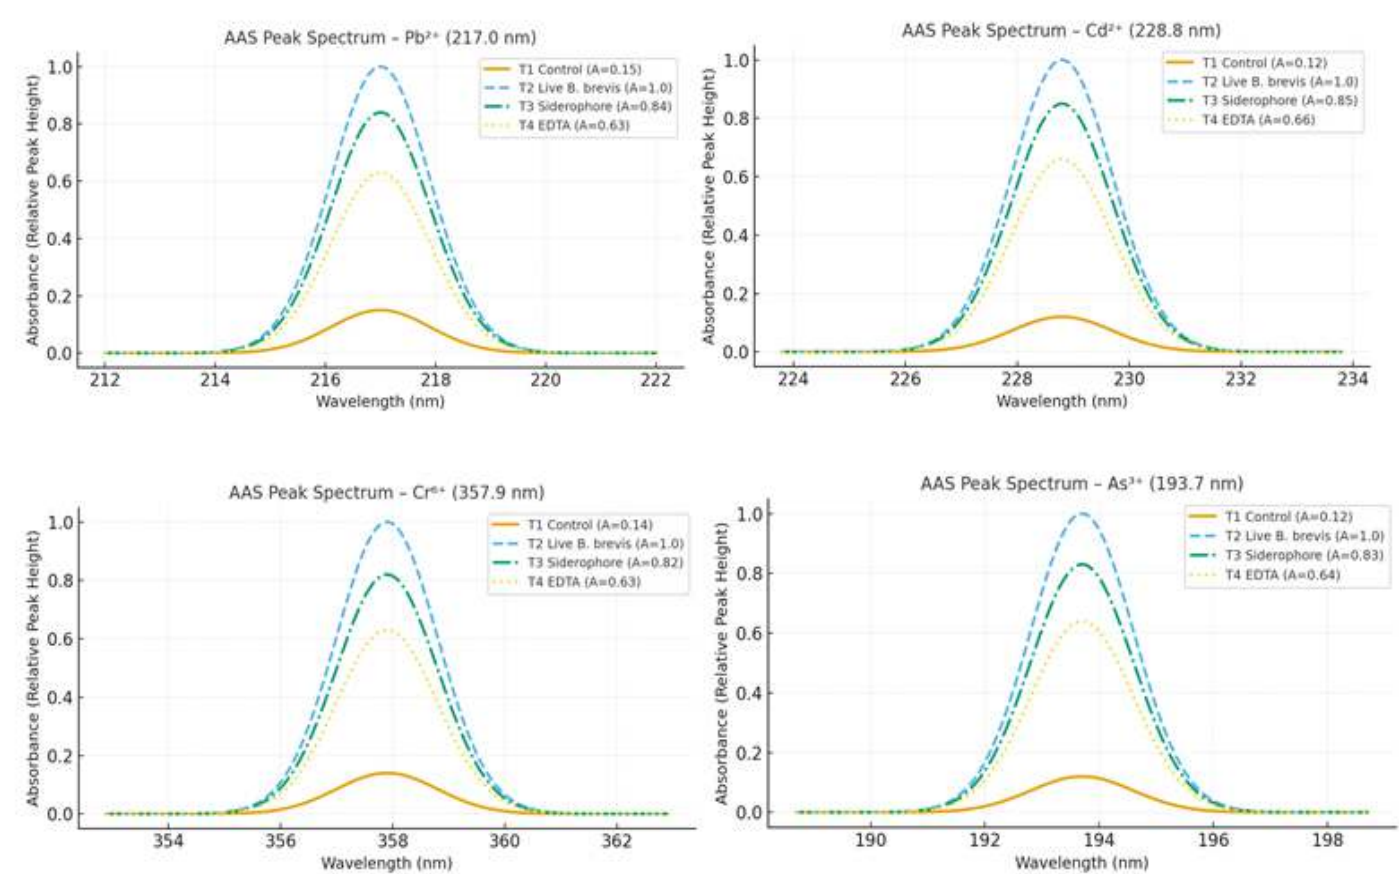 AAS Peak Spectrum – Pb²⁺ (217.0 nm)
T1 Control (A=0.15)
T2 Live B. brevis (A=1.0)
T3 Siderophore (A=0.84)
T4 EDTA (A=0.63)
Absorbance (Relative Peak Height)
1.0
0.8
0.6
0.4
0.2
0.0
212 214 216 218 220 222
Wavelength (nm)
AAS Peak Spectrum – Cd²⁺ (228.8 nm)
T1 Control (A=0.12)
T2 Live B. brevis (A=1.0)
T3 Siderophore (A=0.85)
T4 EDTA (A=0.66)
Absorbance (Relative Peak Height)
1.0
0.8
0.6
0.4
0.2
0.0
224 226 228 230 232 234
Wavelength (nm)
AAS Peak Spectrum – Cr⁶⁺ (357.9 nm)
T1 Control (A=0.14)
T2 Live B. brevis (A=1.0)
T3 Siderophore (A=0.82)
T4 EDTA (A=0.63)
Absorbance (Relative Peak Height)
1.0
0.8
0.6
0.4
0.2
0.0
354 356 358 360 362
Wavelength (nm)
AAS Peak Spectrum – As³⁺ (193.7 nm)
T1 Control (A=0.12)
T2 Live B. brevis (A=1.0)
T3 Siderophore (A=0.83)
T4 EDTA (A=0.64)
Absorbance (Relative Peak Height)
1.0
0.8
0.6
0.4
0.2
0.0
190 192 194 196 198
Wavelength (nm)